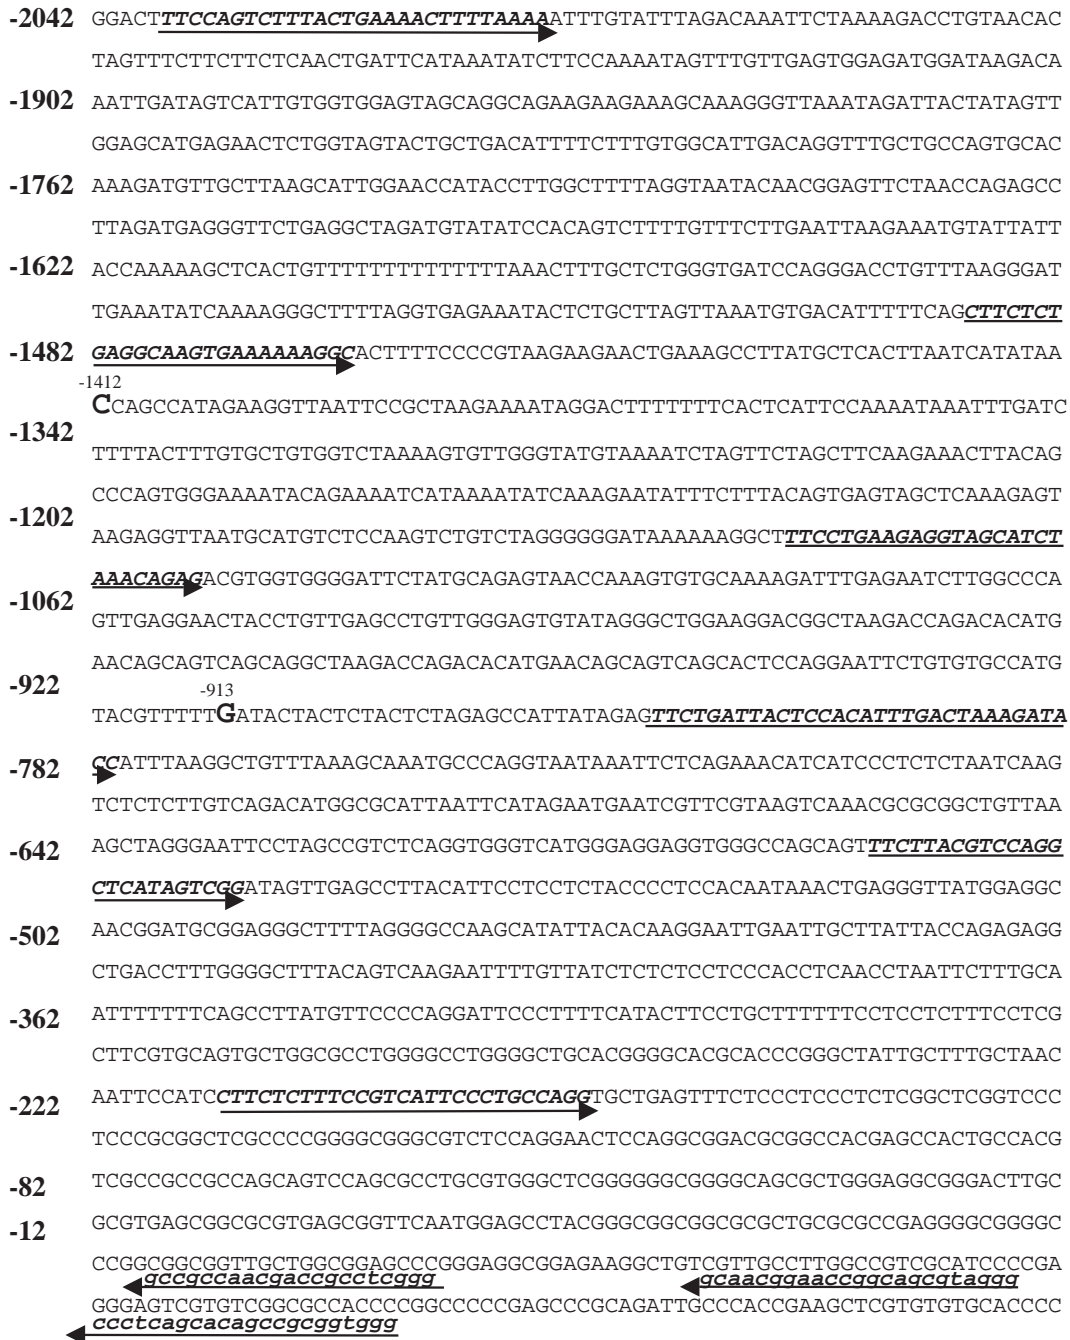 -2042 GGACTTTCCAGTCTTTACTGAAAACTTTTAAAAATTTGTATTTAGACAAATTCTAAAAGACCTGTAACAC
TAGTTTCTTCTTCTCAACTGATTCATAAATATCTTCCAAAATAGTTTGTTGAGTGGAGATGGATAAGACA
-1902 AATTGATAGTCATTGTGGTGGAGTAGCAGGCAGAAGAAGAAAGCAAAGGGTTAAATAGATTACTATAGTT
GGAGCATGAGAACTCTGGTAGTACTGCTGACATTTTCTTTGTGGCATTGACAGGTTTGCTGCCAGTGCAC
-1762 AAAGATGTTGCTTAAGCATTGGAACCATACCTTGGCTTTTAGGTAATACAACGGAGTTCTAACCAGAGCC
TTAGATGAGGGTTCTGAGGCTAGATGTATATCCACAGTCTTTTGTTTCTTGAATTAAGAAATGTATTATT
-1622 ACCAAAAAGCTCACTGTTTTTTTTTTTTTTTAAACTTTGCTCTGGGTGATCCAGGGACCTGTTTAAGGGAT
TGAAATATCAAAAGGGCTTTTAGGTGAGAAATACTCTGCTTAGTTAAATGTGACATTTTTCAGCTTCTCT
-1482 GAGGCAAGTGAAAAAAGGCACTTTTCCCCGTAAGAAGAACTGAAAGCCTTATGCTCACTTAATCATATAA
-1412
CCAGCCATAGAAGGTTAATTCCGCTAAGAAAATAGGACTTTTTTTCACTCATTCCAAAATAAATTTGATC
-1342 TTTTACTTTGTGCTGTGGTCTAAAAGTGTTGGGTATGTAAAATCTAGTTCTAGCTTCAAGAAACTTACAG
CCCAGTGGGAAAATACAGAAAATCATAAAATATCAAAGAATATTTCTTTACAGTGAGTAGCTCAAAGAGT
-1202 AAGAGGTTAATGCATGTCTCCAAGTCTGTCTAGGGGGGATAAAAAAGGCTTTCCTGAAGAGGTAGCATCT
AAACAGAGACGTGGTGGGGATTCTATGCAGAGTAACCAAAGTGTGCAAAAGATTTGAGAATCTTGGCCCA
-1062 GTTGAGGAACTACCTGTTGAGCCTGTTGGGAGTGTATAGGGCTGGAAGGACGGCTAAGACCAGACACATG
AACAGCAGTCAGCAGGCTAAGACCAGACACATGAACAGCAGTCAGCACTCCAGGAATTCTGTGTGCCATG
-922 -913
TACGTTTTTGATACTACTCTACTCTAGAGCCATTATAGAGTTCTGATTACTCCACATTTGACTAAAGATA
-782 CCATTTAAGGCTGTTTAAAGCAAATGCCCAGGTAATAAATTCTCAGAAACATCATCCCTCTCTAATCAAG
TCTCTCTTGTCAGACATGGCGCATTAATTCATAGAATGAATCGTTCGTAAGTCAAACGCGCGGCTGTTAA
-642 AGCTAGGGAATTCCTAGCCGTCTCAGGTGGGTCATGGGAGGAGGTGGGCCAGCAGTTTCTTACGTCCAGG
CTCATAGTCGGATAGTTGAGCCTTACATTCCTCCTCTACCCCTCCACAATAAACTGAGGGTTATGGAGGC
-502 AACGGATGCGGAGGGCTTTTAGGGGCCAAGCATATTACACAAGGAATTGAATTGCTTATTACCAGAGAGG
CTGACCTTTGGGGCTTTACAGTCAAGAATTTTGTTATCTCTCTCCTCCCACCTCAACCTAATTCTTTGCA
-362 ATTTTTTTCAGCCTTATGTTCCCCAGGATTCCCTTTTCATACTTCCTGCTTTTTTCCTCCTCTTTCCTCG
CTTCGTGCAGTGCTGGCGCCTGGGGCCTGGGGCTGCACGGGGCACGCACCCGGGCTATTGCTTTGCTAAC
-222 AATTCCATCCTTCTCTTTCCGTCATTCCCTGCCAGGTGCTGAGTTTCTCCCTCCCTCTCGGCTCGGTCCC
TCCCGCGGCTCGCCCCGGGGCGGGCGTCTCCAGGAACTCCAGGCGGACGCGGCCACGAGCCACTGCCACG
-82 TCGCCGCCGCCAGCAGTCCAGCGCCTGCGTGGGCTCGGGGGGCGGGGCAGCGCTGGGAGGCGGGACTTGC
-12 GCGTGAGCGGCGCGTGAGCGGTTCAATGGAGCCTACGGGCGGCGGCGCGCTGCGCGCCGAGGGGCGGGGC
CCGGCGGCGGTTGCTGGCGGAGCCCGGGAGGCGGAGAAGGCTGTCGTTGCCTTGGCCGTCGCATCCCCGA
gccgccaacgaccgcctcggg gcaacggaaccggcagcgtaggg
GGGAGTCGTGTCGGCGCCACCCCGGCCCCCGAGCCCGCAGATTGCCCACCGAAGCTCGTGTGTGCACCCC
ccctcagcacagccgcggtggg